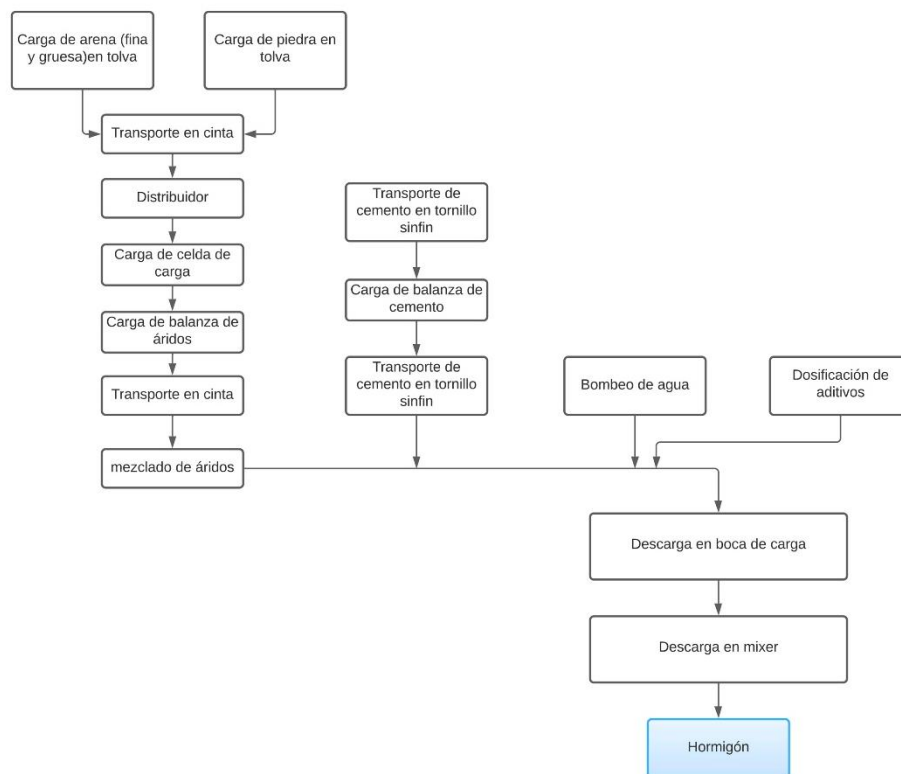 Carga de arena (fina
y gruesa)en tolva
Carga de piedra en
tolva
Transporte en cinta
Distribuidor
Carga de celda de
carga
Carga de balanza de
áridos
Transporte en cinta
mezclado de áridos
Transporte de
cemento en tornillo
sinfin
Carga de balanza de
cemento
Transporte de
cemento en tornillo
sinfin
Bombeo de agua
Dosificación de
aditivos
Descarga en boca de carga
Descarga en mixer
Hormigón